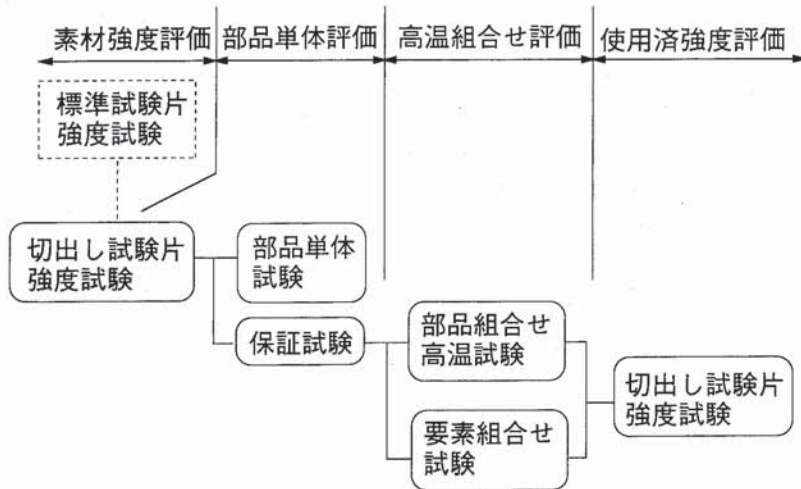 素材強度評価
部品単体評価
高温組合せ評価
使用済強度評価
標準試験片
強度試験
切出し試験片
強度試験
部品単体
試験
保証試験
部品組合せ
高温試験
要素組合せ
試験
切出し試験片
強度試験